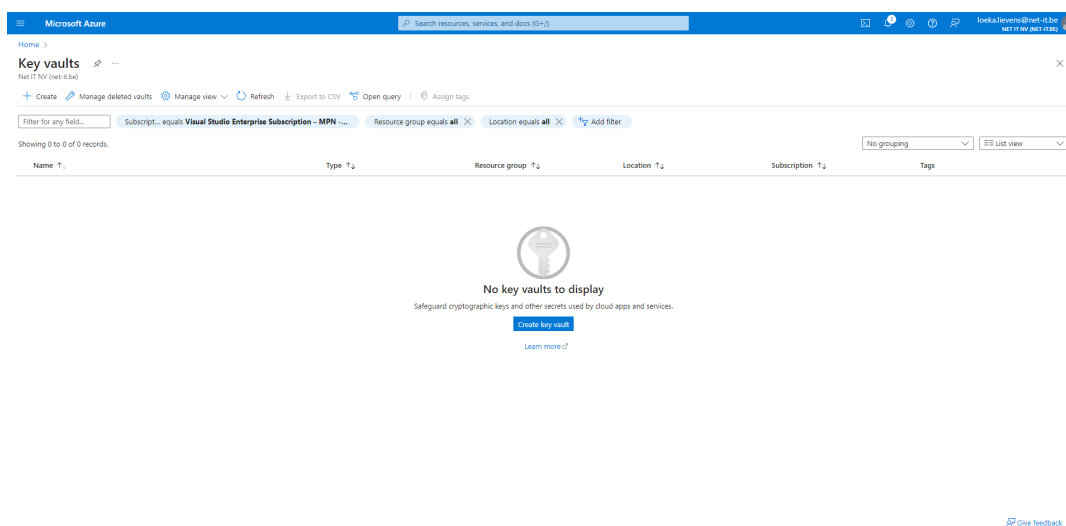 Microsoft Azure
Search resources, services, and docs (G+/)
loeka.lievens@net-it.be
NET IT NV (NET-IT.BE)
Home >
Key vaults
Net IT NV (net-it.be)
Create
Manage deleted vaults
Manage view
Refresh
Export to CSV
Open query
Assign tags
Filter for any field...
Subscript... equals Visual Studio Enterprise Subscription – MPN -...
Resource group equals all
Location equals all
Add filter
Showing 0 to 0 of 0 records.
No grouping
List view
Name
Type
Resource group
Location
Subscription
Tags
No key vaults to display
Safeguard cryptographic keys and other secrets used by cloud apps and services.
Create key vault
Learn more
Give feedback